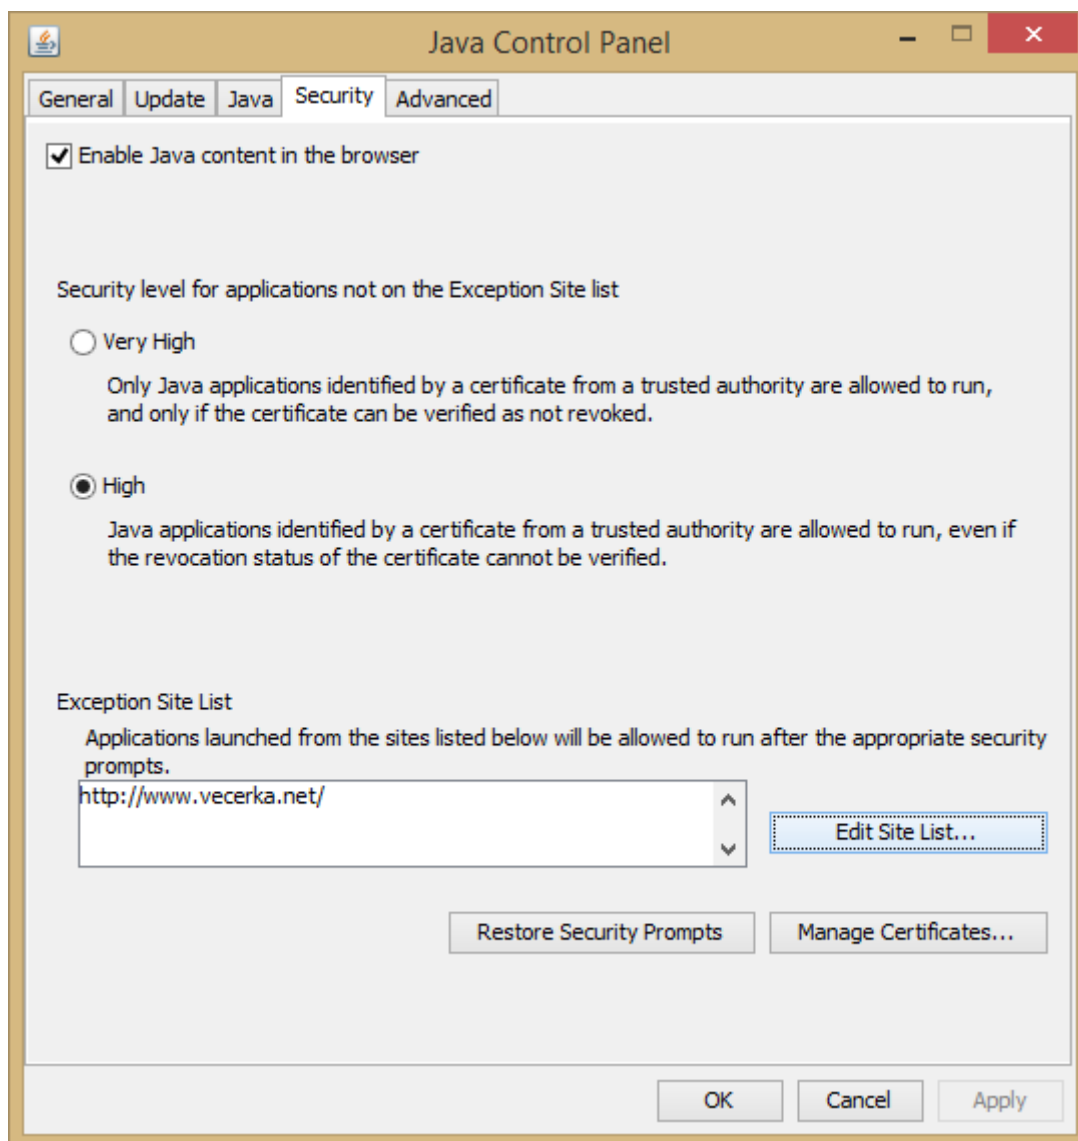 Java Control Panel
General Update Java Security Advanced
Enable Java content in the browser
Security level for applications not on the Exception Site list
Very High
Only Java applications identified by a certificate from a trusted authority are allowed to run,
and only if the certificate can be verified as not revoked.
High
Java applications identified by a certificate from a trusted authority are allowed to run, even if
the revocation status of the certificate cannot be verified.
Exception Site List
Applications launched from the sites listed below will be allowed to run after the appropriate security
prompts.
http://www.vecerka.net/
Edit Site List...
Restore Security Prompts Manage Certificates...
OK Cancel Apply